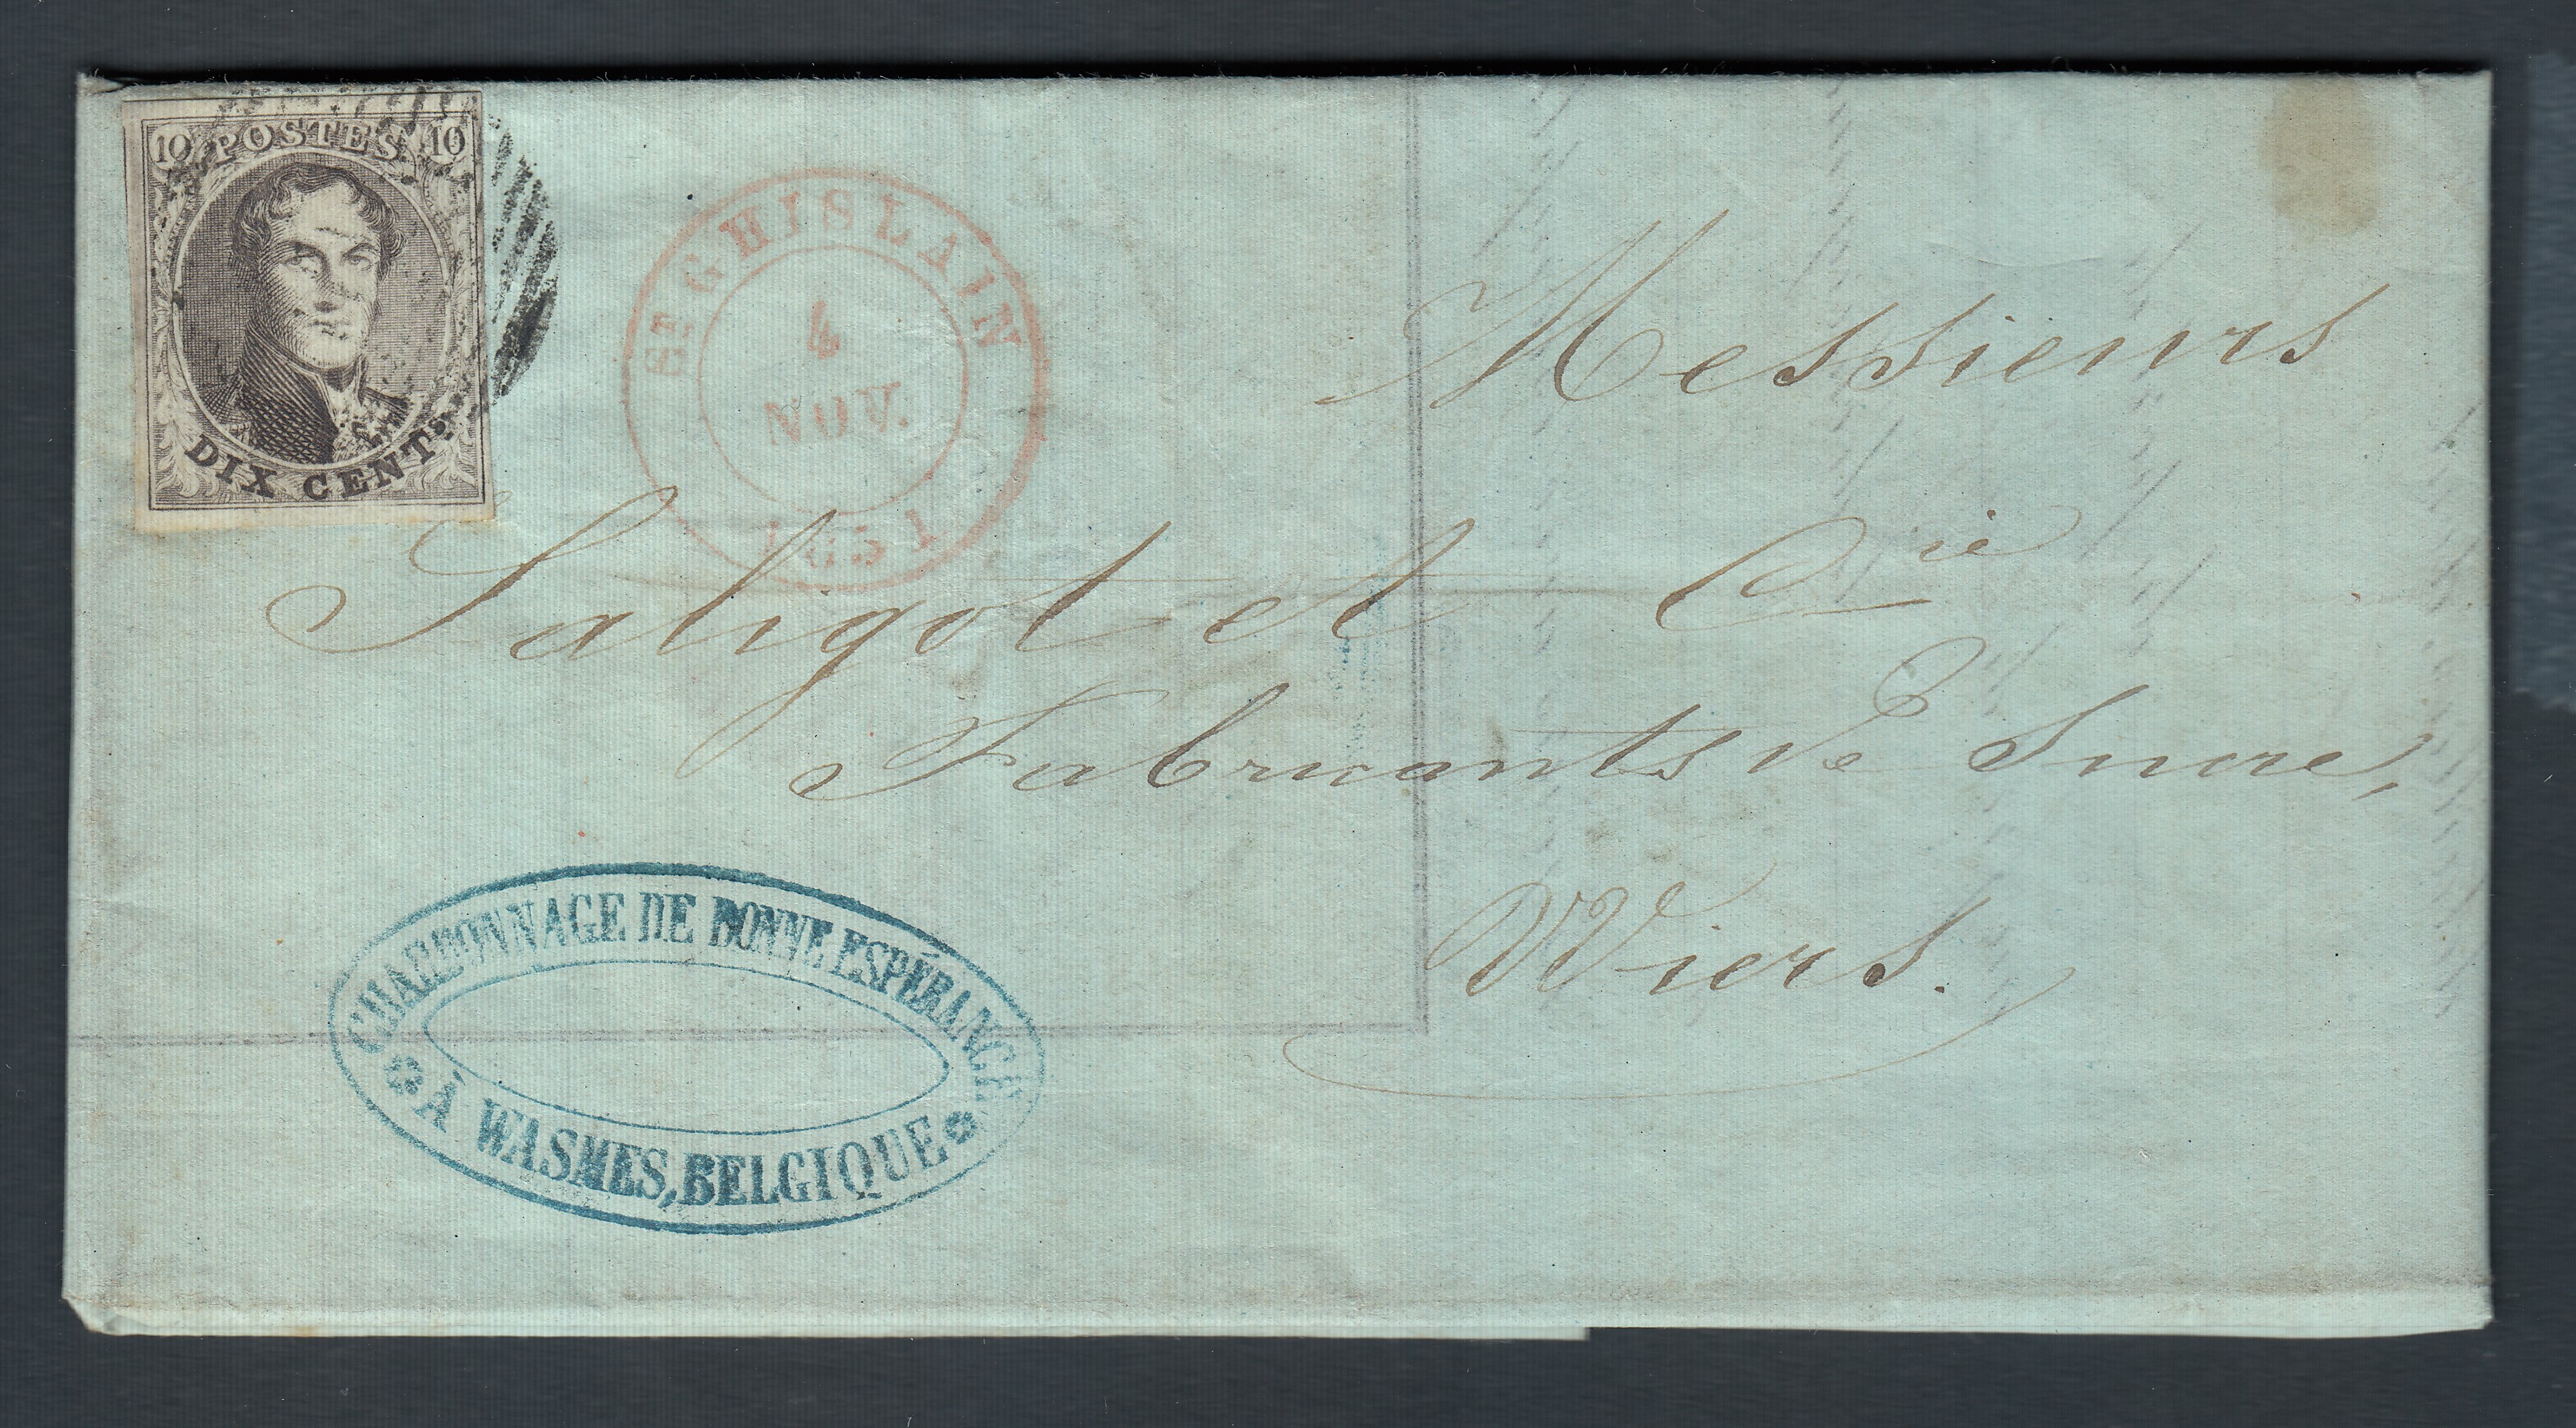 10 POSTES 10
DIX CENTS
ST GHISLAIN
4
NOV.
1851
Messieurs
Saligot et Cie
Fabricants de Sucre,
Wiers.
CHARBONNAGE DE BONNE ESPÉRANCE
À WASMES, BELGIQUE